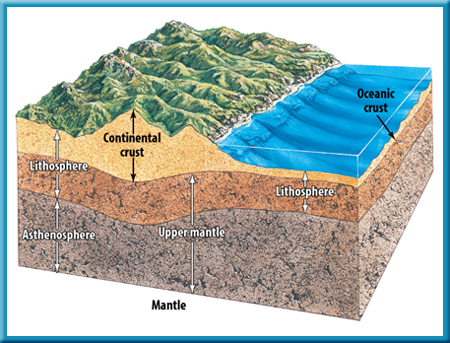 Oceanic
crust
Continental
crust
Lithosphere
Lithosphere
Asthenosphere
Upper mantle
Mantle